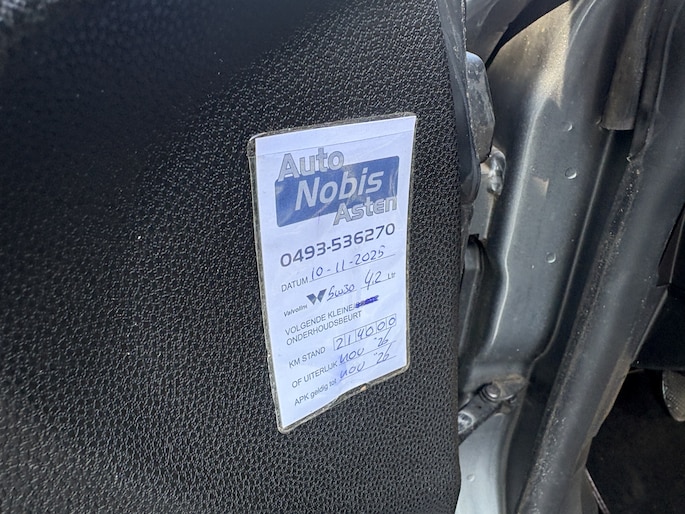 Auto
Nobis
Asten
0493-536270
DATUM 10-11-2025
Valvoline 5w30 4.2 Ltr
VOLGENDE KLEINE
ONDERHOUDSBEURT
KM STAND 214000
OF UITERLIJK NOV '26
APK geldig tot NOV '26